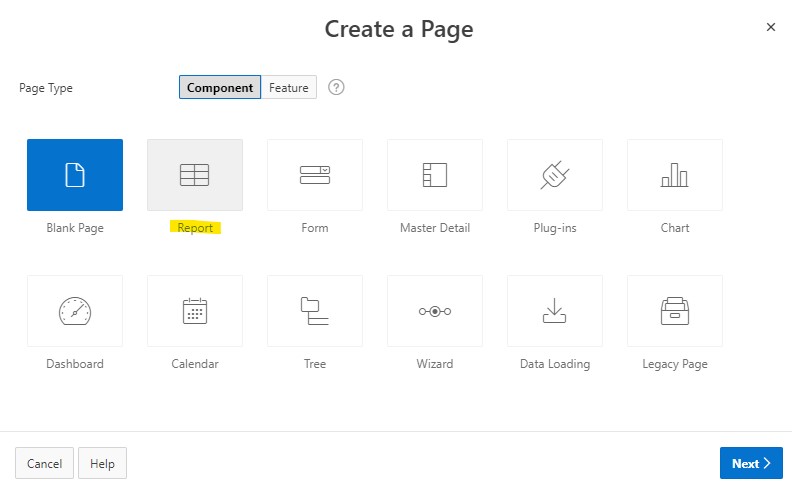 Create a Page
Page Type
Component
Feature
Blank Page
Report
Form
Master Detail
Plug-ins
Chart
Dashboard
Calendar
Tree
Wizard
Data Loading
Legacy Page
Cancel
Help
Next